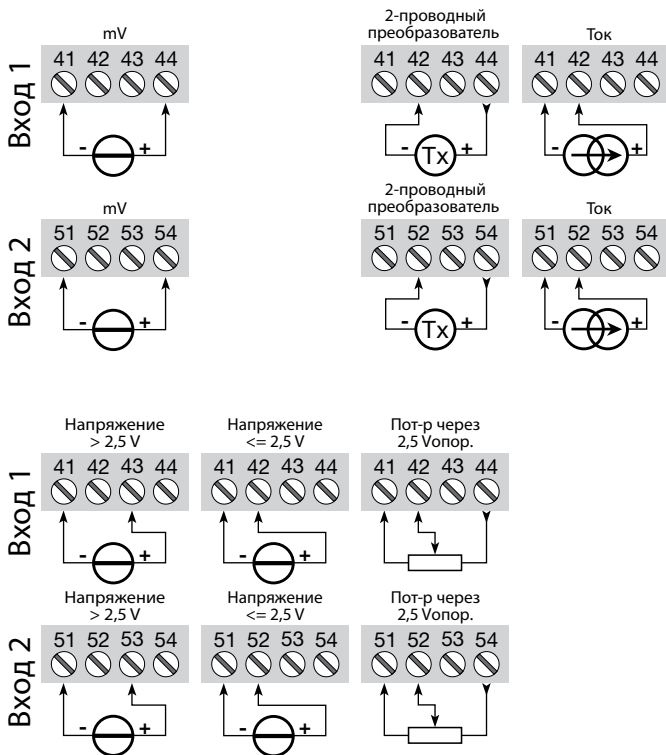 mV
2-проводный
преобразователь
Ток
Вход 1
41 42 43 44
41 42 43 44
41 42 43 44
- +
- Tx +
- +
mV
2-проводный
преобразователь
Ток
Вход 2
51 52 53 54
51 52 53 54
51 52 53 54
- +
- Tx +
- +
Напряжение
> 2,5 V
Напряжение
<= 2,5 V
Пот-р через
2,5 Vопор.
Вход 1
41 42 43 44
41 42 43 44
41 42 43 44
- +
- +
Напряжение
> 2,5 V
Напряжение
<= 2,5 V
Пот-р через
2,5 Vопор.
Вход 2
51 52 53 54
51 52 53 54
51 52 53 54
- +
- +